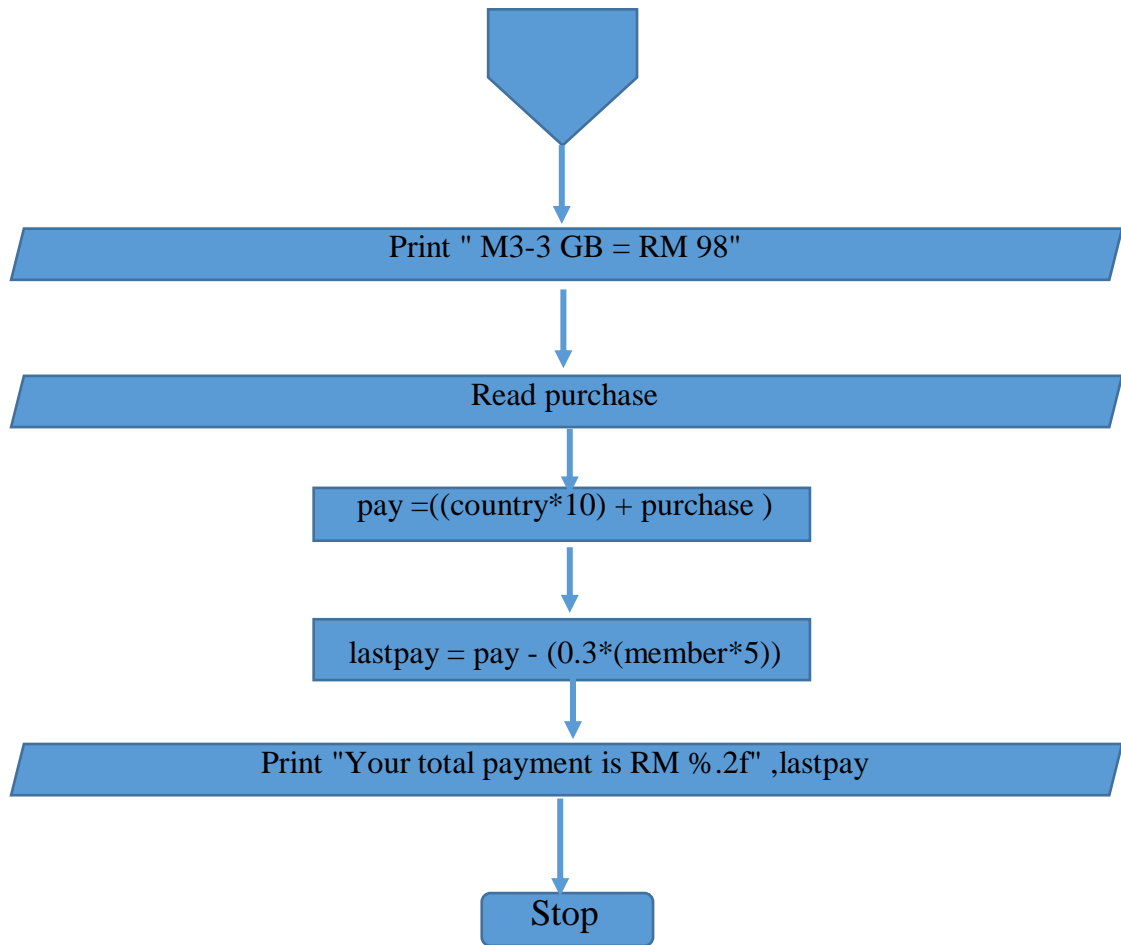 Print " M3-3 GB = RM 98"
Read purchase
pay =((country*10) + purchase )
lastpay = pay - (0.3*(member*5))
Print "Your total payment is RM %.2f" ,lastpay
Stop